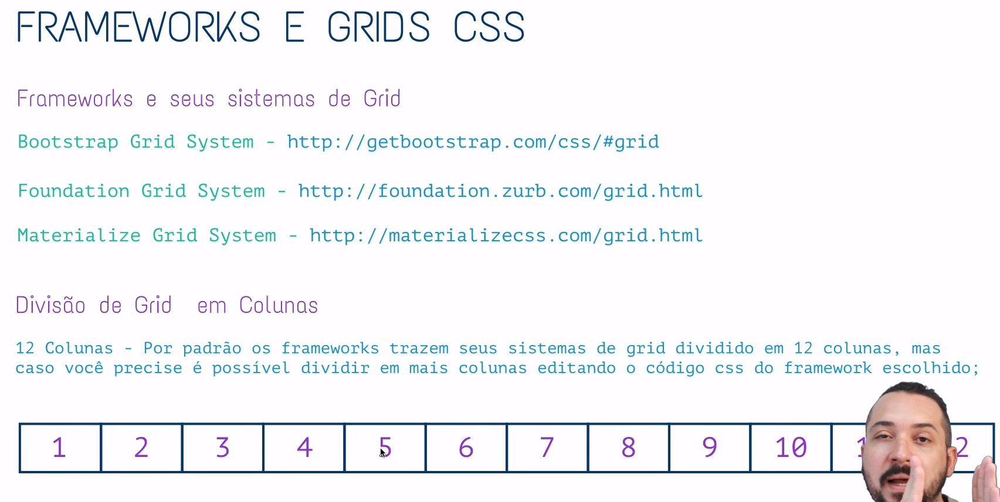 FRAMEWORKS E GRIDS CSS
Frameworks e seus sistemas de Grid
Bootstrap Grid System - http://getbootstrap.com/css/#grid
Foundation Grid System - http://foundation.zurb.com/grid.html
Materialize Grid System - http://materializecss.com/grid.html
Divisão de Grid em Colunas
12 Colunas - Por padrão os frameworks trazem seus sistemas de grid dividido em 12 colunas, mas
caso você precise é possível dividir em mais colunas editando o código css do framework escolhido;
1 2 3 4 5 6 7 8 9 10